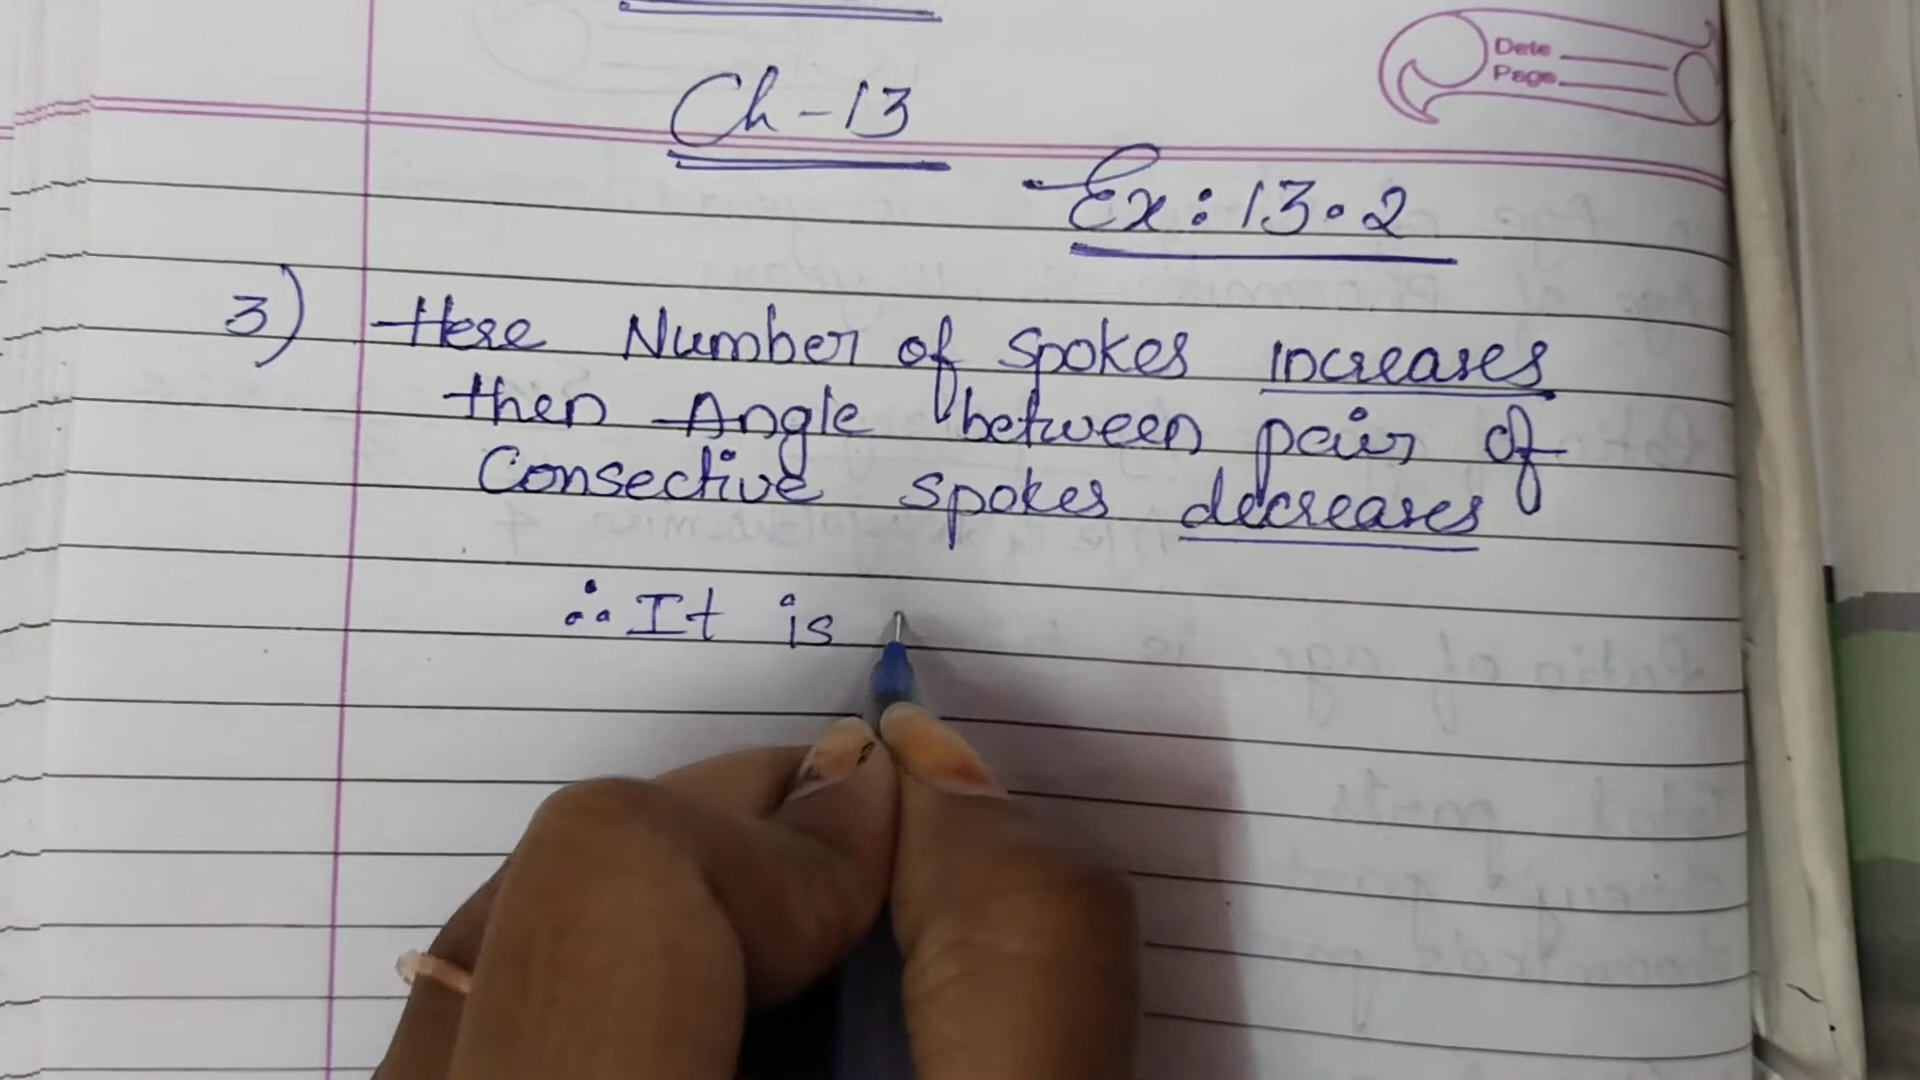 Date
Page
Ch-13
Ex: 13.2
3) Here Number of spokes increases
then Angle between pair of
Consective spokes decreases
∴ It is